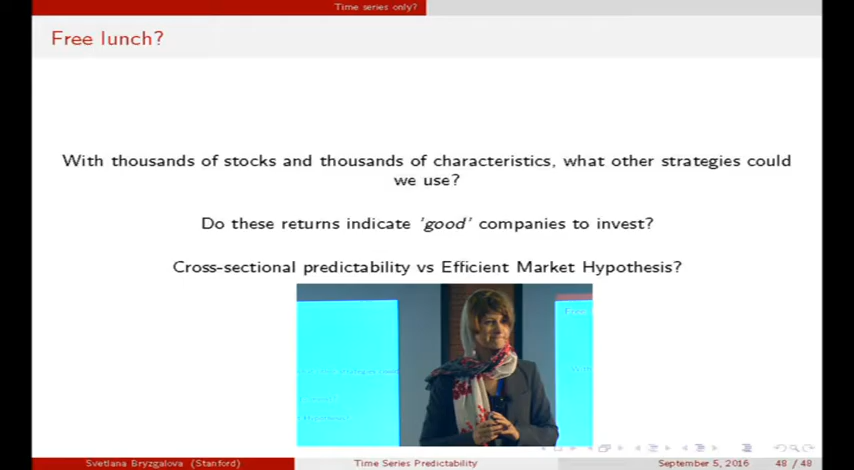 Time series only?
Free lunch?
With thousands of stocks and thousands of characteristics, what other strategies could
we use?
Do these returns indicate 'good' companies to invest?
Cross-sectional predictability vs Efficient Market Hypothesis?
Svetlana Bryzgalova (Stanford)
Time Series Predictability
September 5, 2016
48 / 48